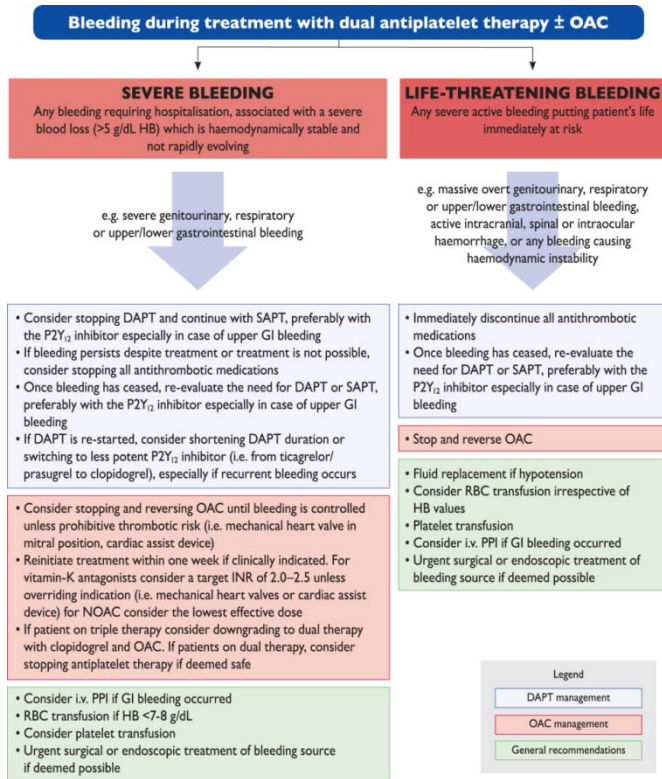 Bleeding during treatment with dual antiplatelet therapy ± OAC
SEVERE BLEEDING
Any bleeding requiring hospitalisation, associated with a severe
blood loss (>5 g/dL HB) which is haemodynamically stable and
not rapidly evolving
e.g. severe genitourinary, respiratory
or upper/lower gastrointestinal bleeding
• Consider stopping DAPT and continue with SAPT, preferably with
the P2Y₁₂ inhibitor especially in case of upper GI bleeding
• If bleeding persists despite treatment or treatment is not possible,
consider stopping all antithrombotic medications
• Once bleeding has ceased, re-evaluate the need for DAPT or SAPT,
preferably with the P2Y₁₂ inhibitor especially in case of upper GI
bleeding
• If DAPT is re-started, consider shortening DAPT duration or
switching to less potent P2Y₁₂ inhibitor (i.e. from ticagrelor/
prasugrel to clopidogrel), especially if recurrent bleeding occurs
• Consider stopping and reversing OAC until bleeding is controlled
unless prohibitive thrombotic risk (i.e. mechanical heart valve in
mitral position, cardiac assist device)
• Reinitiate treatment within one week if clinically indicated. For
vitamin-K antagonists consider a target INR of 2.0–2.5 unless
overriding indication (i.e. mechanical heart valves or cardiac assist
device) for NOAC consider the lowest effective dose
• If patient on triple therapy consider downgrading to dual therapy
with clopidogrel and OAC. If patients on dual therapy, consider
stopping antiplatelet therapy if deemed safe
• Consider i.v. PPI if GI bleeding occurred
• RBC transfusion if HB <7-8 g/dL
• Consider platelet transfusion
• Urgent surgical or endoscopic treatment of bleeding source
if deemed possible
LIFE-THREATENING BLEEDING
Any severe active bleeding putting patient's life
immediately at risk
e.g. massive overt genitourinary, respiratory
or upper/lower gastrointestinal bleeding,
active intracranial, spinal or intraocular
haemorrhage, or any bleeding causing
haemodynamic instability
• Immediately discontinue all antithrombotic
medications
• Once bleeding has ceased, re-evaluate the
need for DAPT or SAPT, preferably with the
P2Y₁₂ inhibitor especially in case of upper GI
bleeding
• Stop and reverse OAC
• Fluid replacement if hypotension
• Consider RBC transfusion irrespective of
HB values
• Platelet transfusion
• Consider i.v. PPI if GI bleeding occurred
• Urgent surgical or endoscopic treatment of
bleeding source if deemed possible
Legend
DAPT management
OAC management
General recommendations